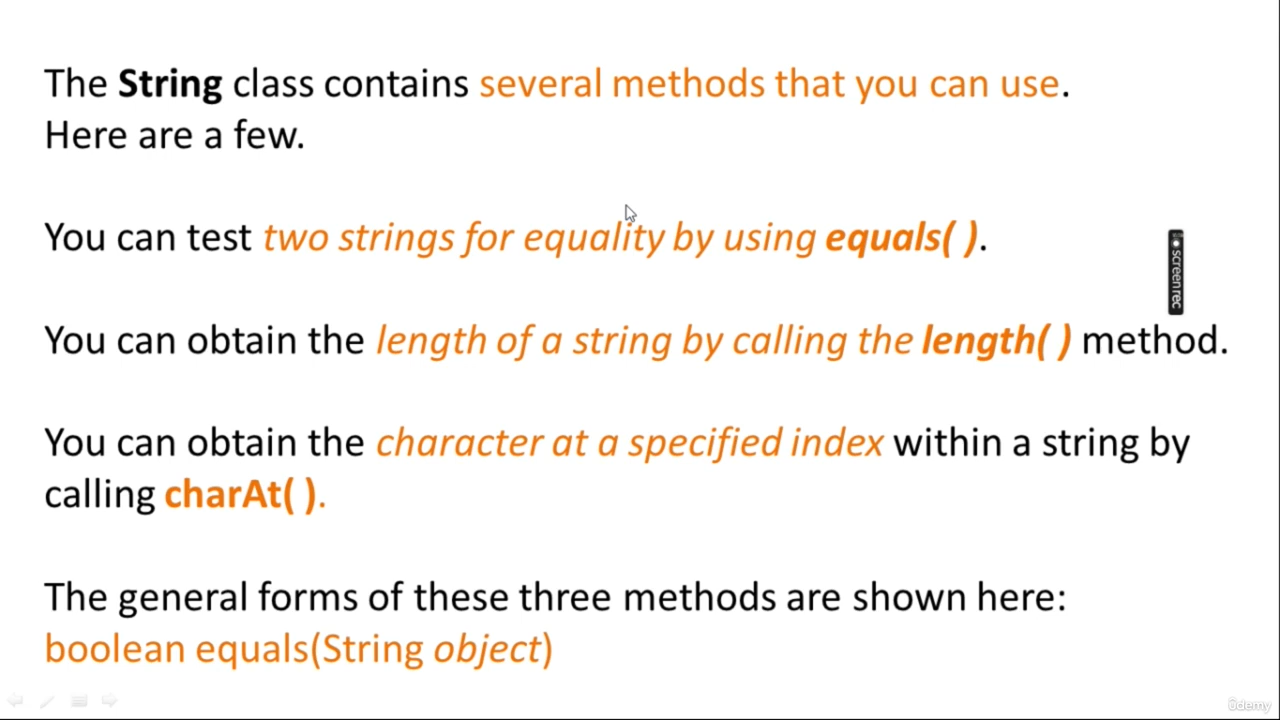 The String class contains several methods that you can use.
Here are a few.
You can test two strings for equality by using equals( ).
You can obtain the length of a string by calling the length( ) method.
You can obtain the character at a specified index within a string by
calling charAt( ).
The general forms of these three methods are shown here:
boolean equals(String object)
screenrec
ûdemy